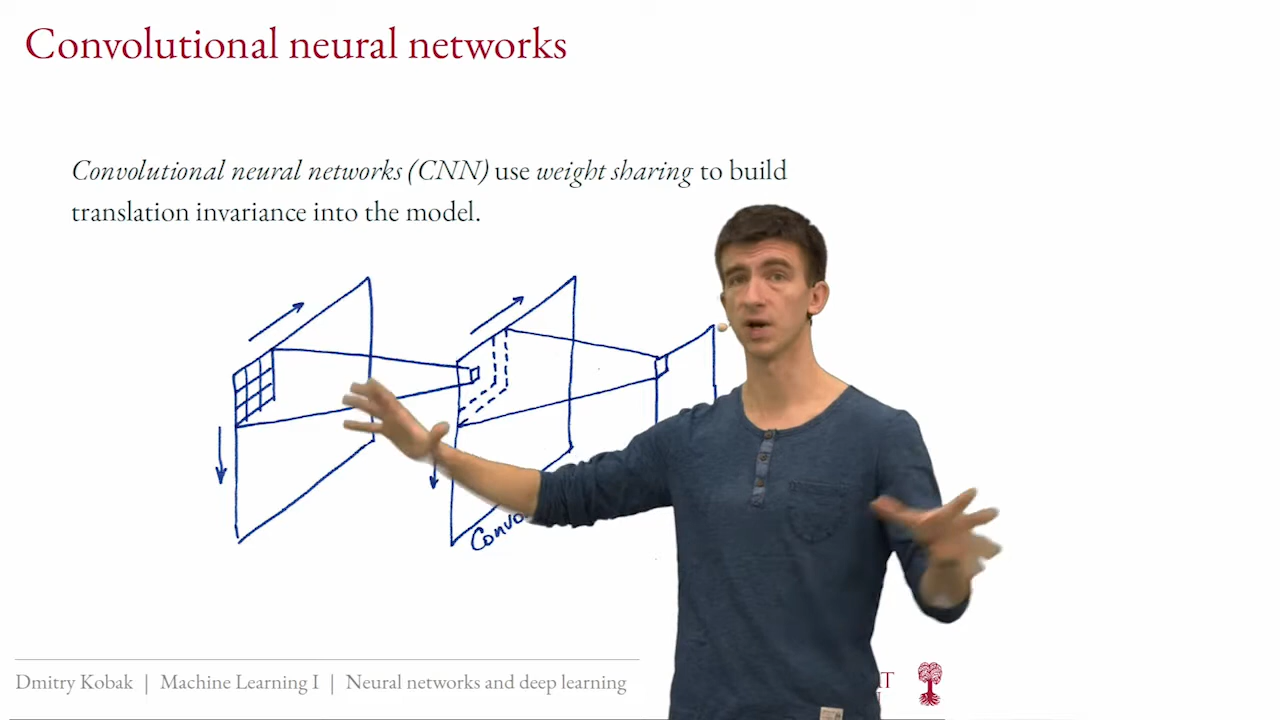 Convolutional neural networks
Convolutional neural networks (CNN) use weight sharing to build
translation invariance into the model.
Dmitry Kobak | Machine Learning I | Neural networks and deep learning